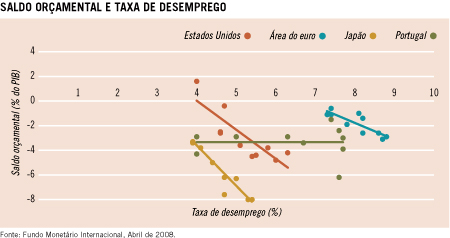 SALDO ORÇAMENTAL E TAXA DE DESEMPREGO
Estados Unidos Área do euro Japão Portugal
Saldo orçamental (% do PIB)
4
2
0
-2
-4
-6
-8
1 2 3 4 5 6 7 8 9 10
Taxa de desemprego (%)
Fonte: Fundo Monetário Internacional, Abril de 2008.